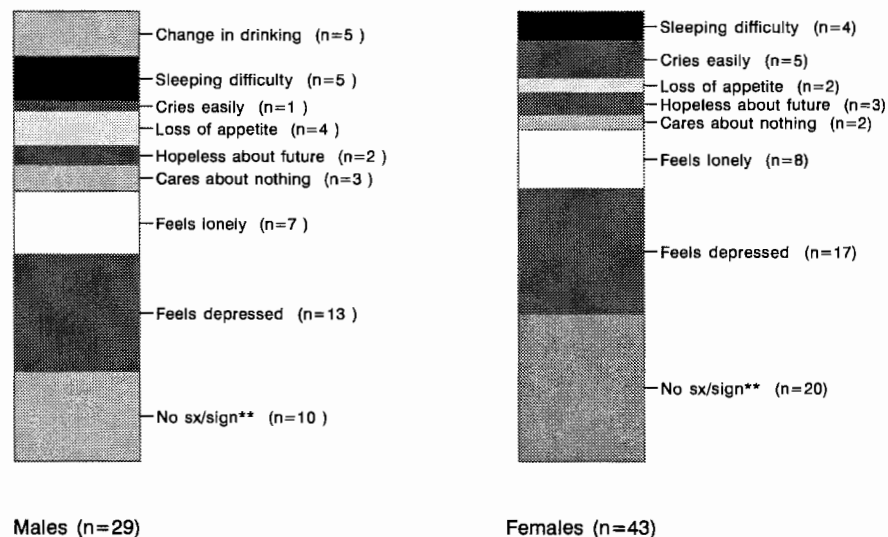 Change in drinking (n=5 )
Sleeping difficulty (n=5 )
Cries easily (n=1 )
Loss of appetite (n=4 )
Hopeless about future (n=2 )
Cares about nothing (n=3 )
Feels lonely (n=7 )
Feels depressed (n=13 )
No sx/sign** (n=10 )
Males (n=29)
Sleeping difficulty (n=4)
Cries easily (n=5)
Loss of appetite (n=2)
Hopeless about future (n=3)
Cares about nothing (n=2)
Feels lonely (n=8)
Feels depressed (n=17)
No sx/sign** (n=20)
Females (n=43)